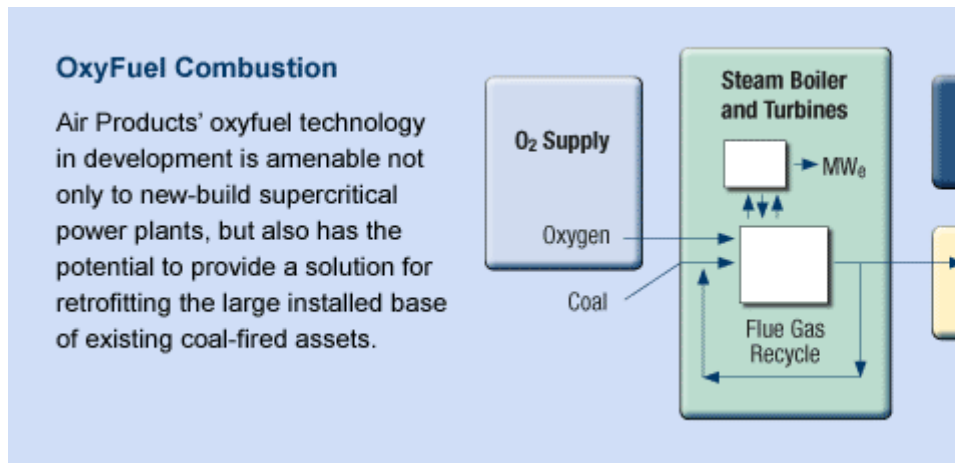 OxyFuel Combustion
Air Products’ oxyfuel technology
in development is amenable not
only to new-build supercritical
power plants, but also has the
potential to provide a solution for
retrofitting the large installed base
of existing coal-fired assets.
O₂ Supply
Oxygen
Coal
Steam Boiler
and Turbines
MWₑ
Flue Gas
Recycle